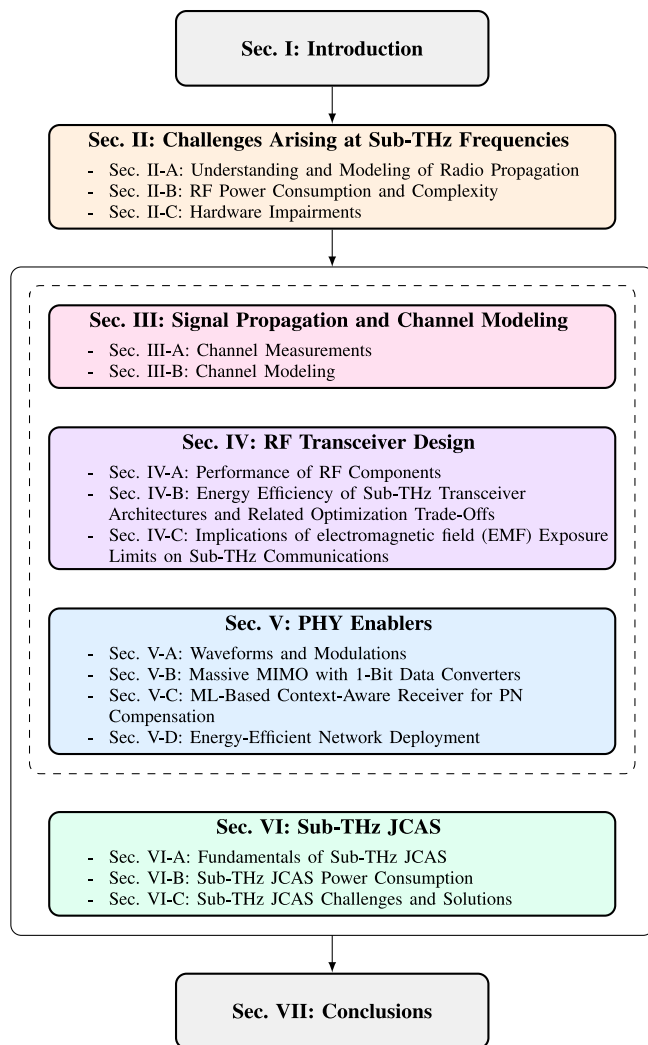 Sec. I: Introduction
Sec. II: Challenges Arising at Sub-THz Frequencies
- Sec. II-A: Understanding and Modeling of Radio Propagation
- Sec. II-B: RF Power Consumption and Complexity
- Sec. II-C: Hardware Impairments
Sec. III: Signal Propagation and Channel Modeling
- Sec. III-A: Channel Measurements
- Sec. III-B: Channel Modeling
Sec. IV: RF Transceiver Design
- Sec. IV-A: Performance of RF Components
- Sec. IV-B: Energy Efficiency of Sub-THz Transceiver
Architectures and Related Optimization Trade-Offs
- Sec. IV-C: Implications of electromagnetic field (EMF) Exposure
Limits on Sub-THz Communications
Sec. V: PHY Enablers
- Sec. V-A: Waveforms and Modulations
- Sec. V-B: Massive MIMO with 1-Bit Data Converters
- Sec. V-C: ML-Based Context-Aware Receiver for PN
Compensation
- Sec. V-D: Energy-Efficient Network Deployment
Sec. VI: Sub-THz JCAS
- Sec. VI-A: Fundamentals of Sub-THz JCAS
- Sec. VI-B: Sub-THz JCAS Power Consumption
- Sec. VI-C: Sub-THz JCAS Challenges and Solutions
Sec. VII: Conclusions